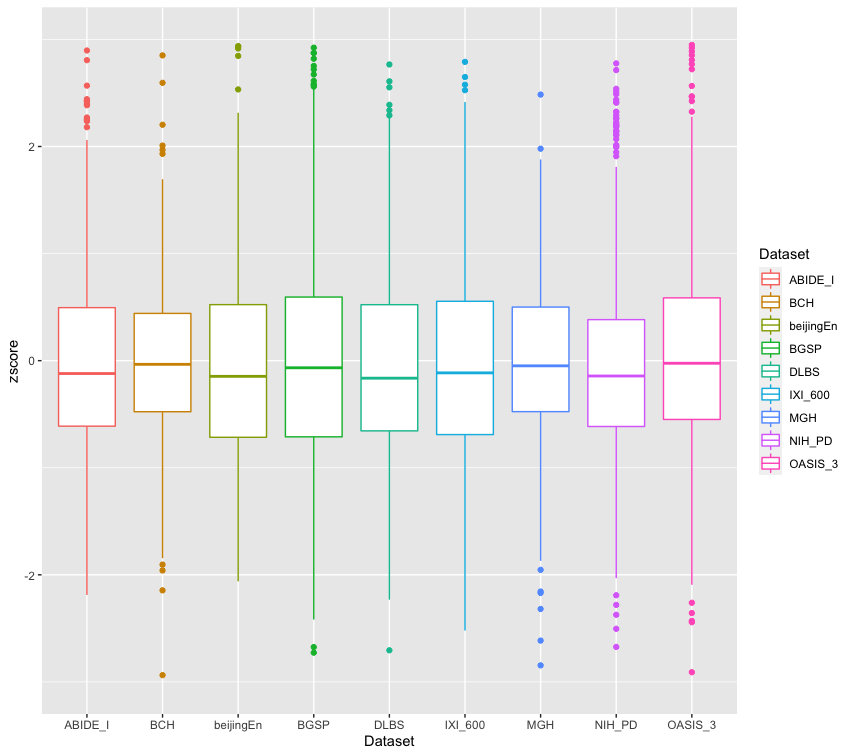 zscore
2
0
-2
ABIDE_I BCH beijingEn BGSP DLBS IXI_600 MGH NIH_PD OASIS_3
Dataset
Dataset
ABIDE_I
BCH
beijingEn
BGSP
DLBS
IXI_600
MGH
NIH_PD
OASIS_3